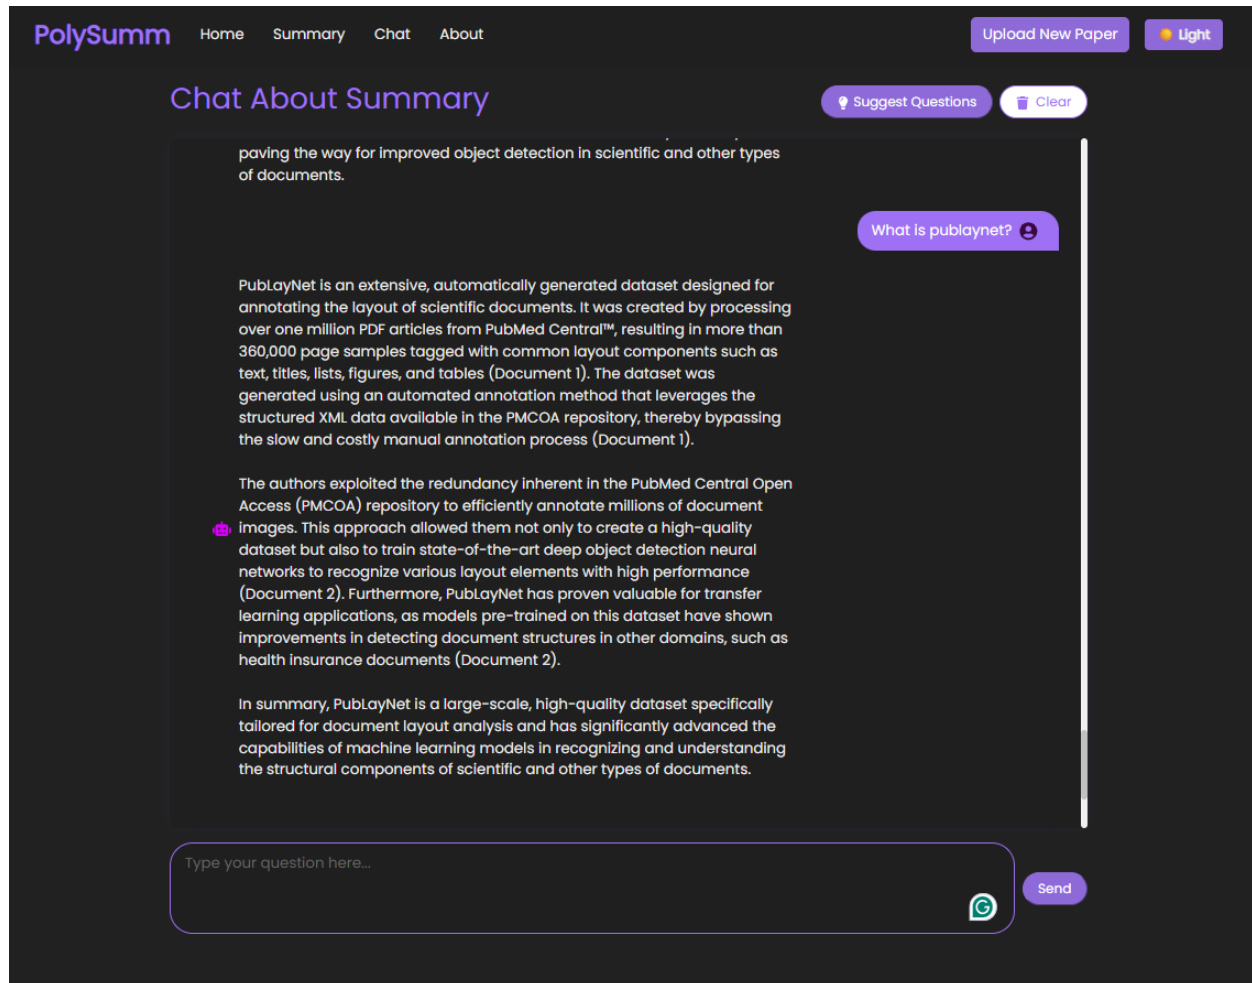 PolySumm
Home
Summary
Chat
About
Upload New Paper
Light
Chat About Summary
Suggest Questions
Clear
paving the way for improved object detection in scientific and other types
of documents.
What is publaynet?
PubLayNet is an extensive, automatically generated dataset designed for
annotating the layout of scientific documents. It was created by processing
over one million PDF articles from PubMed Central™, resulting in more than
360,000 page samples tagged with common layout components such as
text, titles, lists, figures, and tables (Document 1). The dataset was
generated using an automated annotation method that leverages the
structured XML data available in the PMCOA repository, thereby bypassing
the slow and costly manual annotation process (Document 1).
The authors exploited the redundancy inherent in the PubMed Central Open
Access (PMCOA) repository to efficiently annotate millions of document
images. This approach allowed them not only to create a high-quality
dataset but also to train state-of-the-art deep object detection neural
networks to recognize various layout elements with high performance
(Document 2). Furthermore, PubLayNet has proven valuable for transfer
learning applications, as models pre-trained on this dataset have shown
improvements in detecting document structures in other domains, such as
health insurance documents (Document 2).
In summary, PubLayNet is a large-scale, high-quality dataset specifically
tailored for document layout analysis and has significantly advanced the
capabilities of machine learning models in recognizing and understanding
the structural components of scientific and other types of documents.
Type your question here...
Send